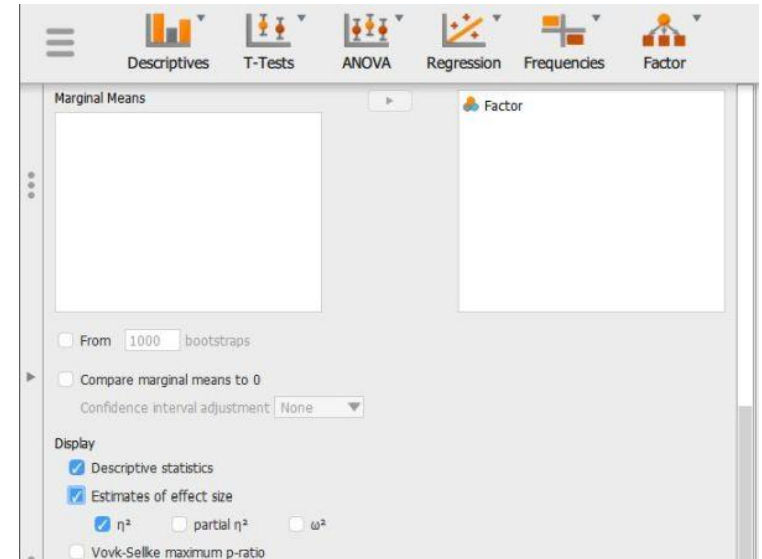 Descriptives T-Tests ANOVA Regression Frequencies Factor
Marginal Means
Factor
From 1000 bootstraps
Compare marginal means to 0
Confidence interval adjustment None
Display
Descriptive statistics
Estimates of effect size
η² partial η² ω²
Vovk-Sellke maximum p-ratio